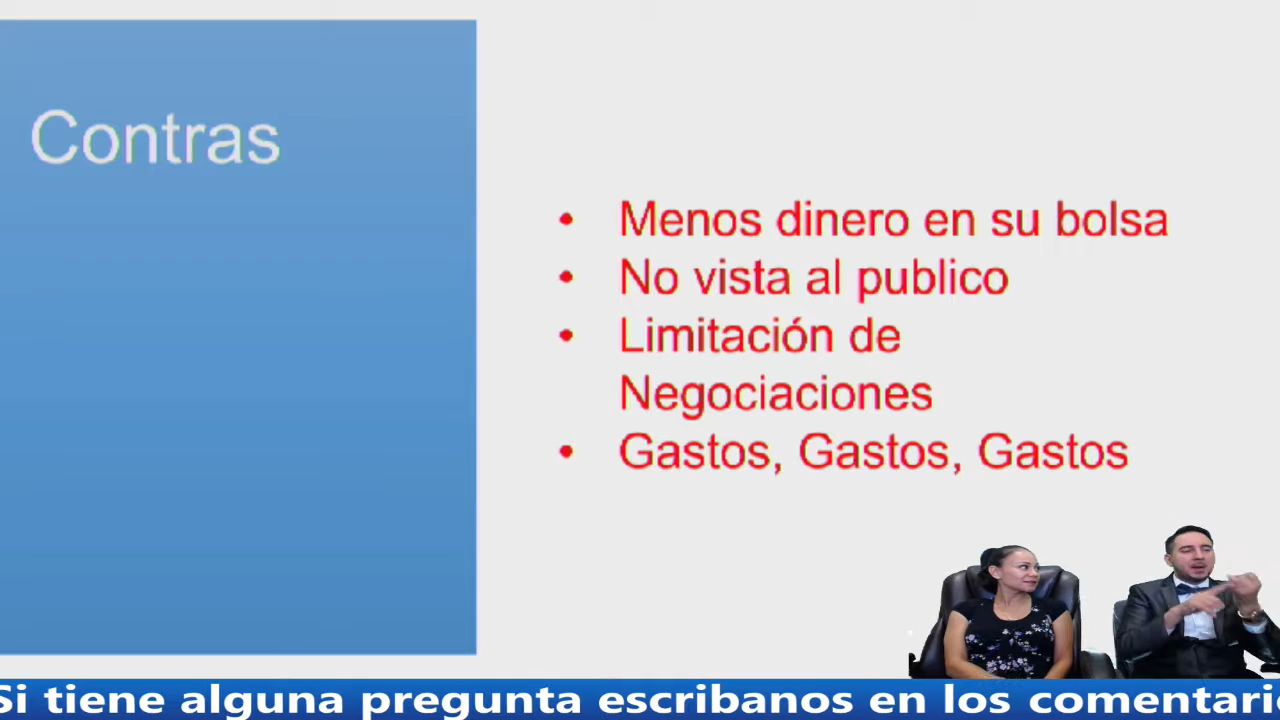 Contras
• Menos dinero en su bolsa
• No vista al publico
• Limitación de
Negociaciones
• Gastos, Gastos, Gastos
Si tiene alguna pregunta escribanos en los comentari